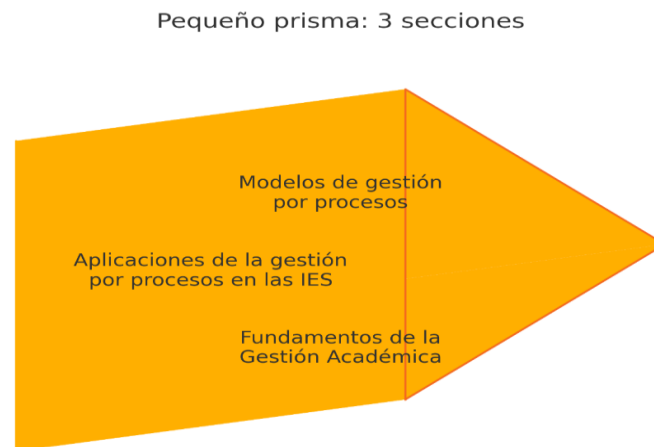 Pequeño prisma: 3 secciones
Modelos de gestión
por procesos
Aplicaciones de la gestión
por procesos en las IES
Fundamentos de la
Gestión Académica